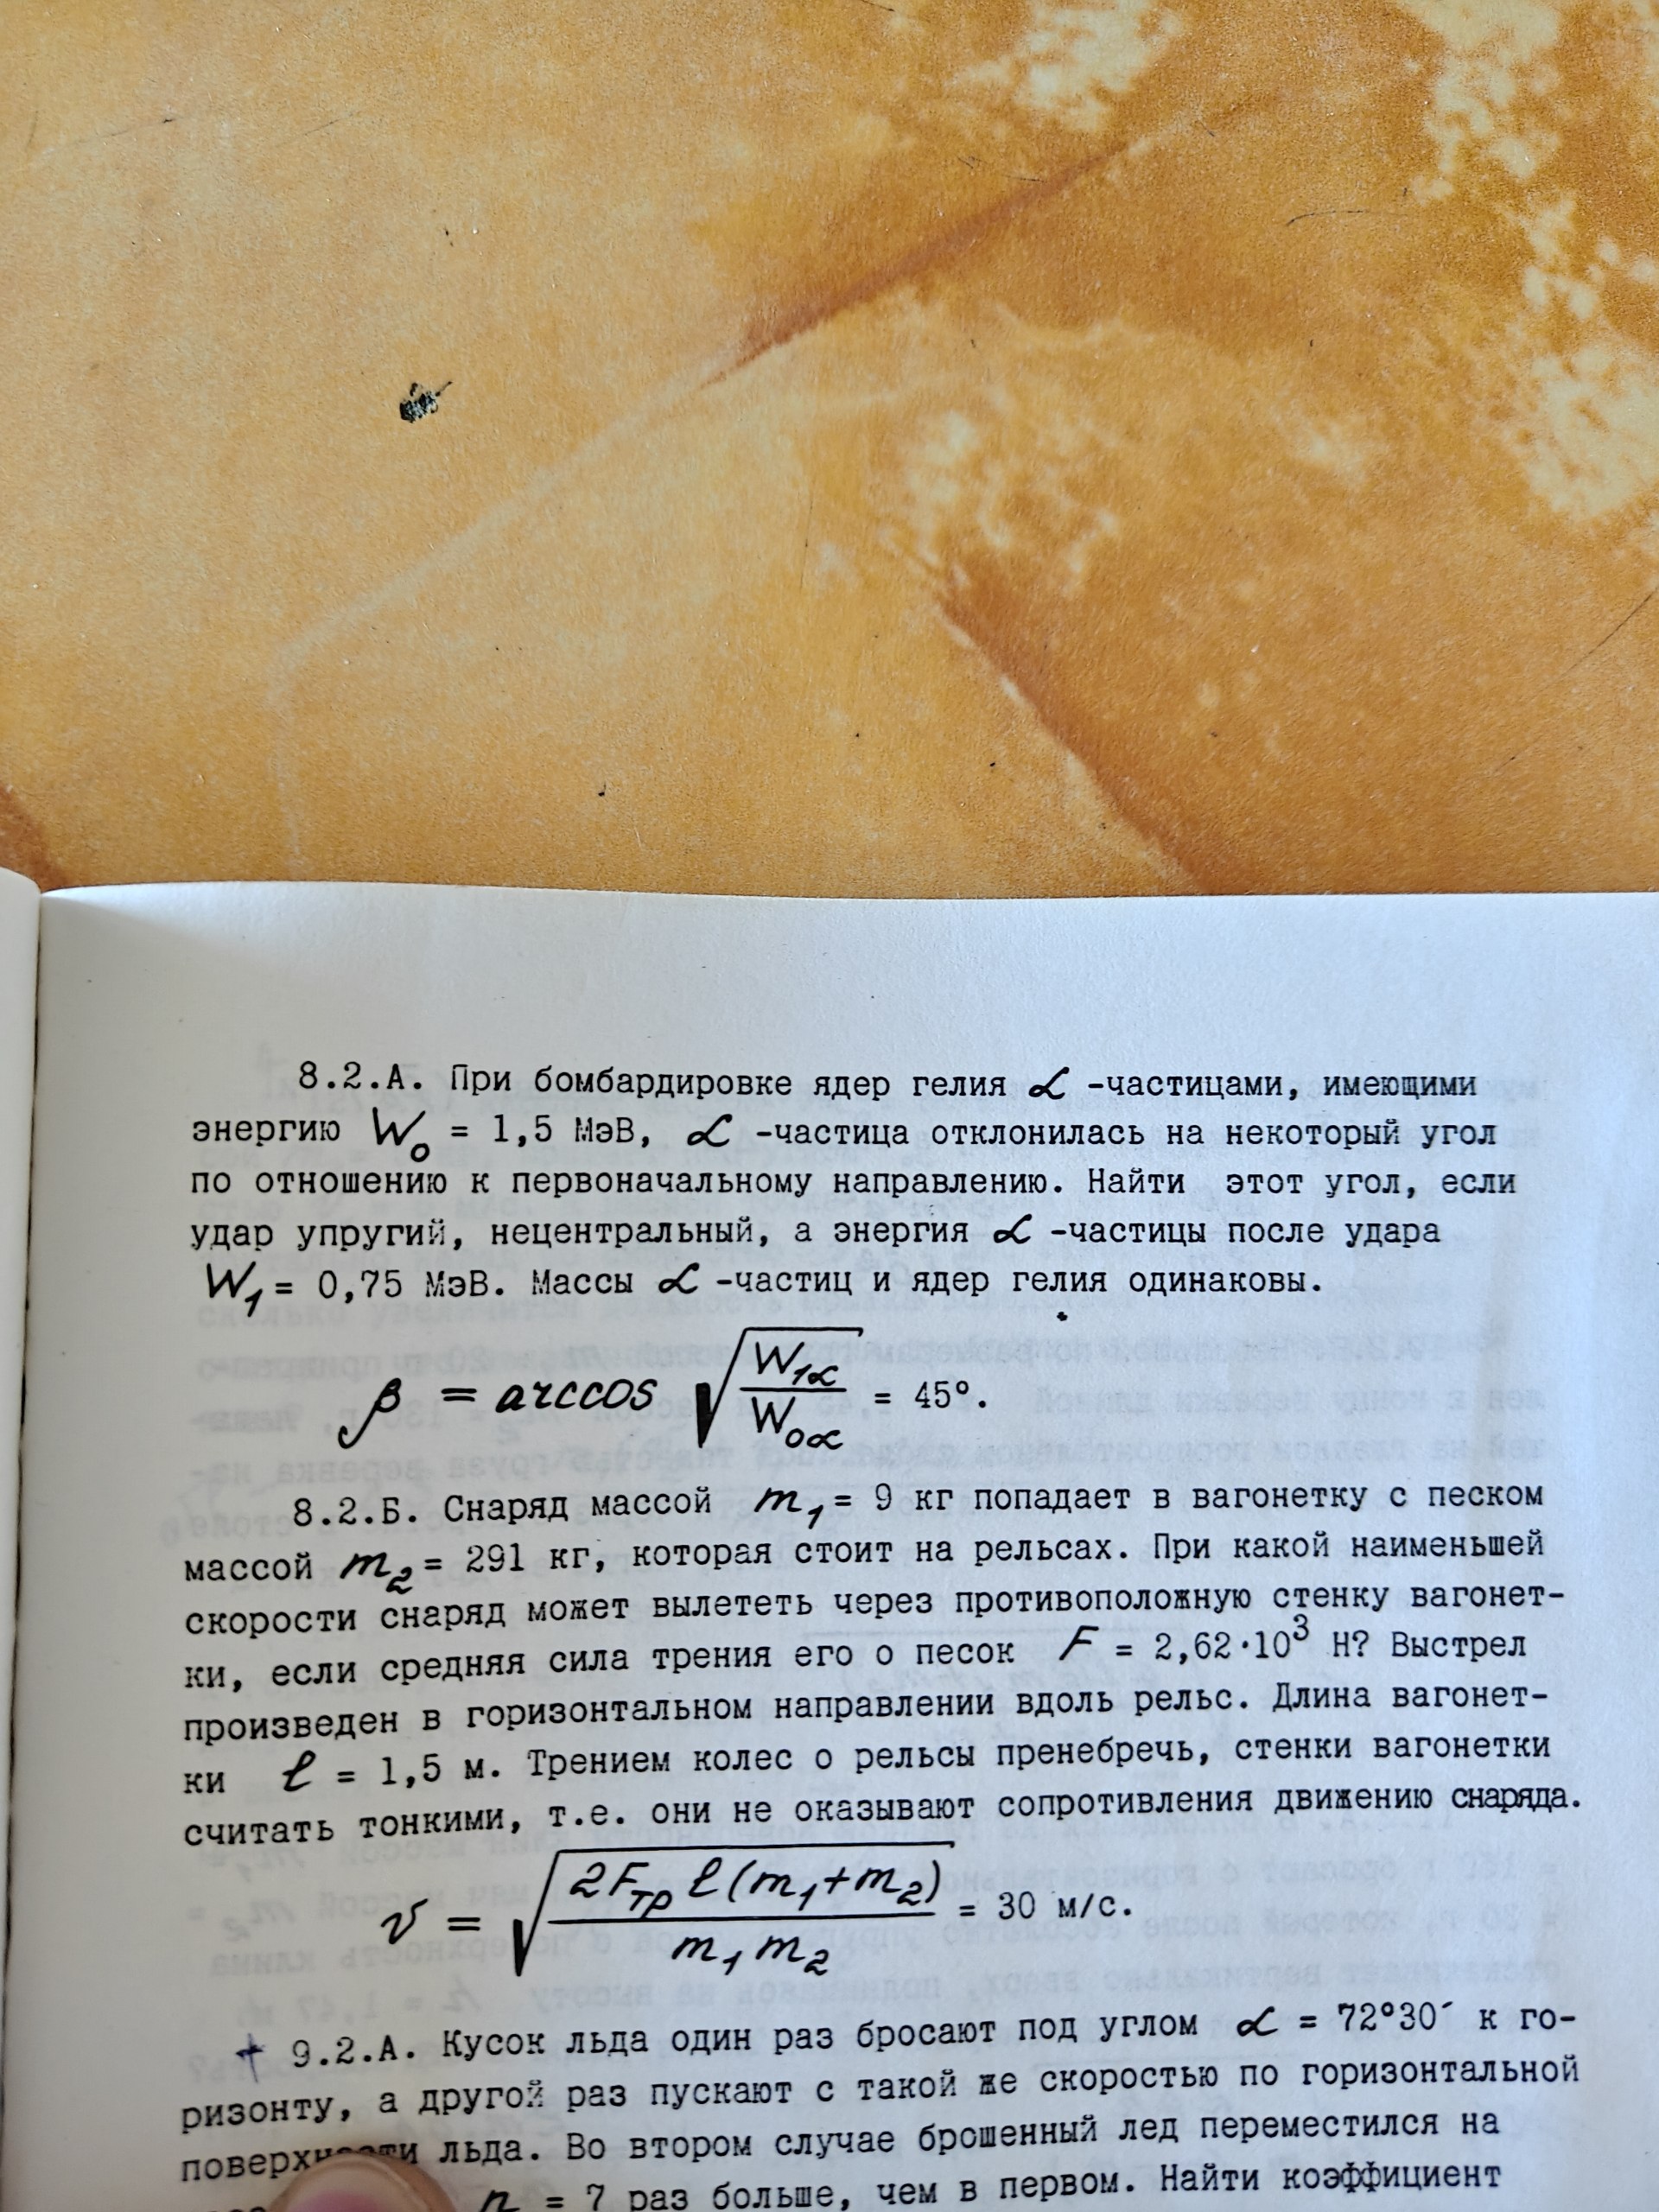 8.2.А. При бомбардировке ядер гелия α -частицами, имеющими
энергию W₀ = 1,5 МэВ, α -частица отклонилась на некоторый угол
по отношению к первоначальному направлению. Найти этот угол, если
удар упругий, нецентральный, а энергия α -частицы после удара
W₁ = 0,75 МэВ. Массы α -частиц и ядер гелия одинаковы.
β = arccos √(W₁α / W₀α) = 45°.
8.2.Б. Снаряд массой m₁ = 9 кг попадает в вагонетку с песком
массой m₂ = 291 кг, которая стоит на рельсах. При какой наименьшей
скорости снаряд может вылететь через противоположную стенку вагонет-
ки, если средняя сила трения его о песок F = 2,62·10³ Н? Выстрел
произведен в горизонтальном направлении вдоль рельс. Длина вагонет-
ки ℓ = 1,5 м. Трением колес о рельсы пренебречь, стенки вагонетки
считать тонкими, т.е. они не оказывают сопротивления движению снаряда.
v = √(2Fтр ℓ(m₁+m₂) / m₁m₂) = 30 м/с.
+ 9.2.А. Кусок льда один раз бросают под углом α = 72°30′ к го-
ризонту, а другой раз пускают с такой же скоростью по горизонтальной
поверхности льда. Во втором случае брошенный лед переместился на
n = 7 раз больше, чем в первом. Найти коэффициент